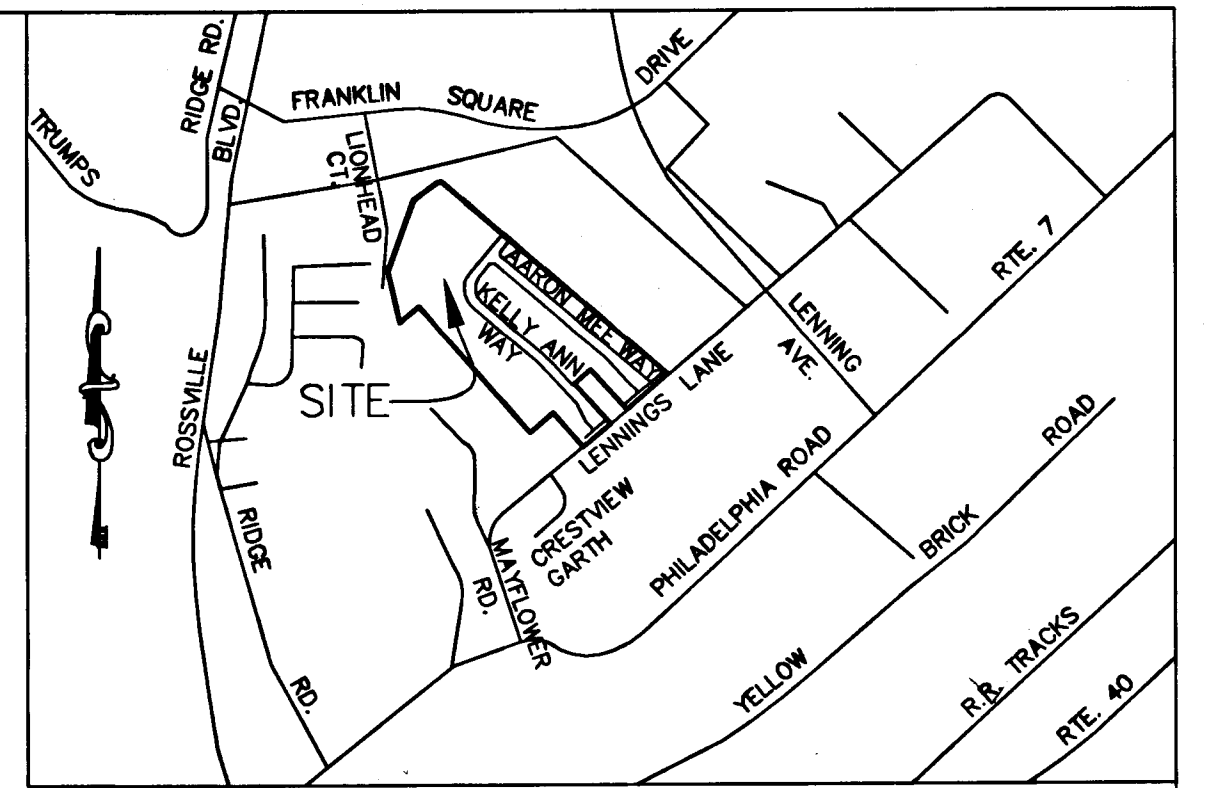 RIDGE RD.
BLVD.
TRUMPS
FRANKLIN SQUARE DRIVE
LIONHEAD
CT.
RTE. 7
AARON MEE WAY
KELLY ANN
WAY
LENNING
AVE.
LENNINGS LANE
SITE
ROSSVILLE
RIDGE
RD.
CRESTVIEW
GARTH
MAYFLOWER
RD.
PHILADELPHIA ROAD
YELLOW BRICK ROAD
R.R. TRACKS
RTE. 40